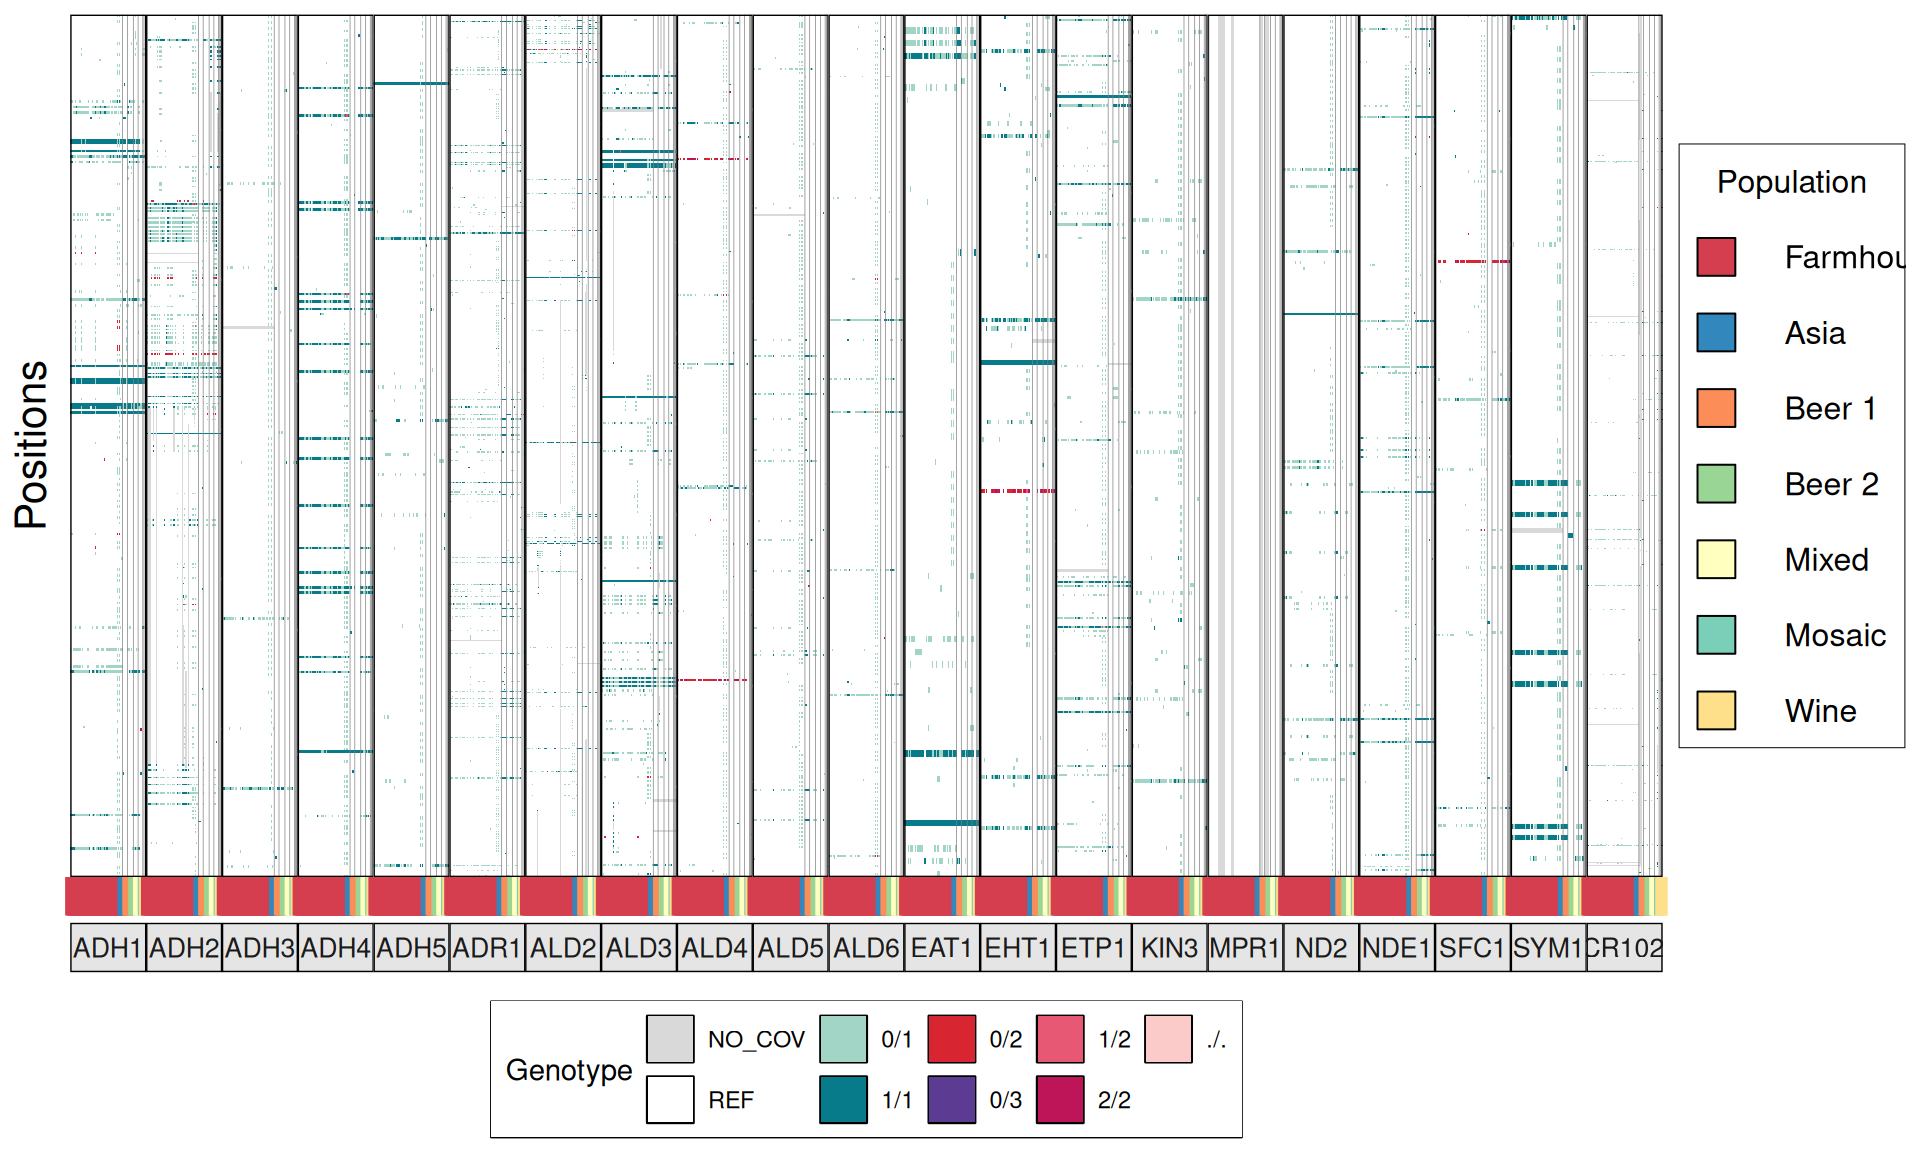 Positions
Population
Farmhou
Asia
Beer 1
Beer 2
Mixed
Mosaic
Wine
ADH1 ADH2 ADH3 ADH4 ADH5 ADR1 ALD2 ALD3 ALD4 ALD5 ALD6 EAT1 EHT1 ETP1 KIN3 MPR1 ND2 NDE1 SFC1 SYM1 CR102
Genotype
NO_COV 0/1 0/2 1/2 ./.
REF 1/1 0/3 2/2